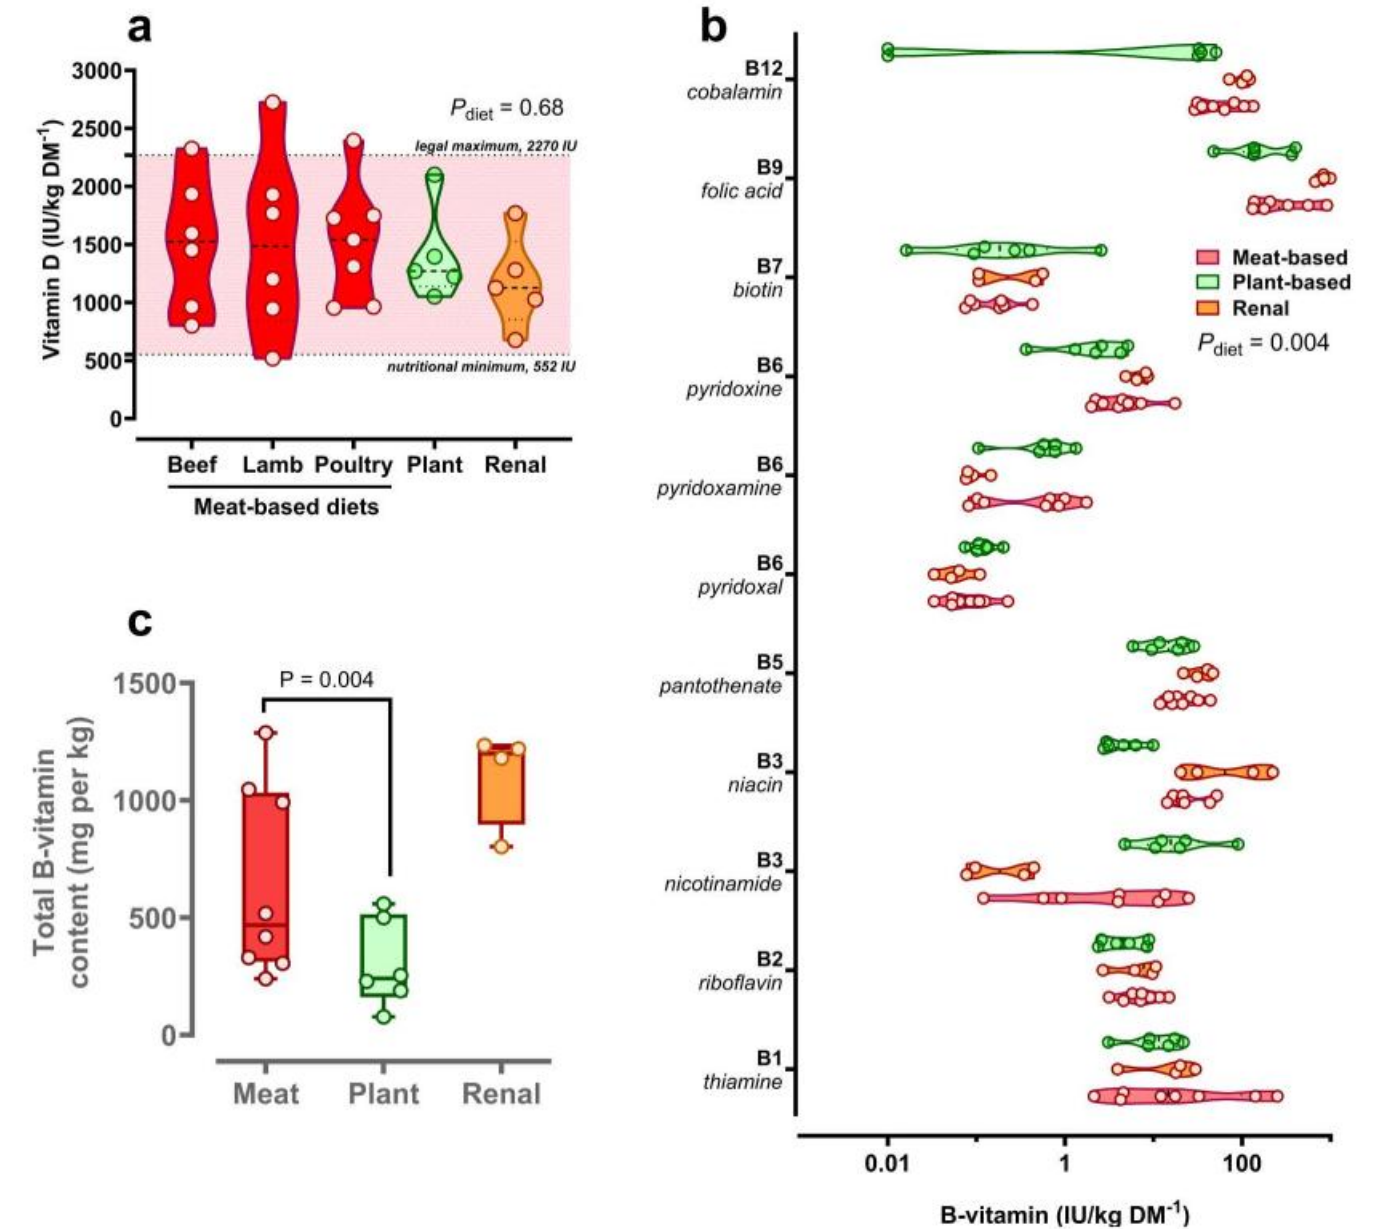 a
3000
2500
2000
1500
1000
500
0
Vitamin D (IU/kg DM⁻¹)
Pdiet = 0.68
legal maximum, 2270 IU
nutritional minimum, 552 IU
Beef Lamb Poultry Plant Renal
Meat-based diets
b
B12
cobalamin
B9
folic acid
B7
biotin
B6
pyridoxine
B6
pyridoxamine
B6
pyridoxal
B5
pantothenate
B3
niacin
B3
nicotinamide
B2
riboflavin
B1
thiamine
Meat-based
Plant-based
Renal
Pdiet = 0.004
0.01 1 100
B-vitamin (IU/kg DM⁻¹)
c
P = 0.004
1500
1000
500
0
Total B-vitamin
content (mg per kg)
Meat Plant Renal